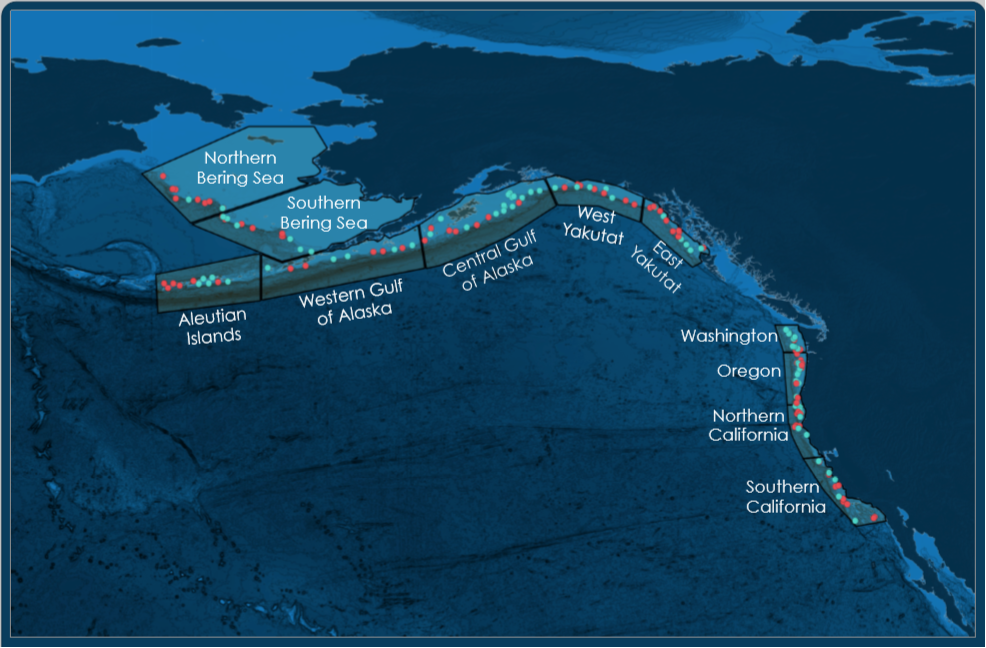 Northern
Bering Sea
Southern
Bering Sea
Aleutian
Islands
Western Gulf
of Alaska
Central Gulf
of Alaska
West
Yakutat
East
Yakutat
Washington
Oregon
Northern
California
Southern
California